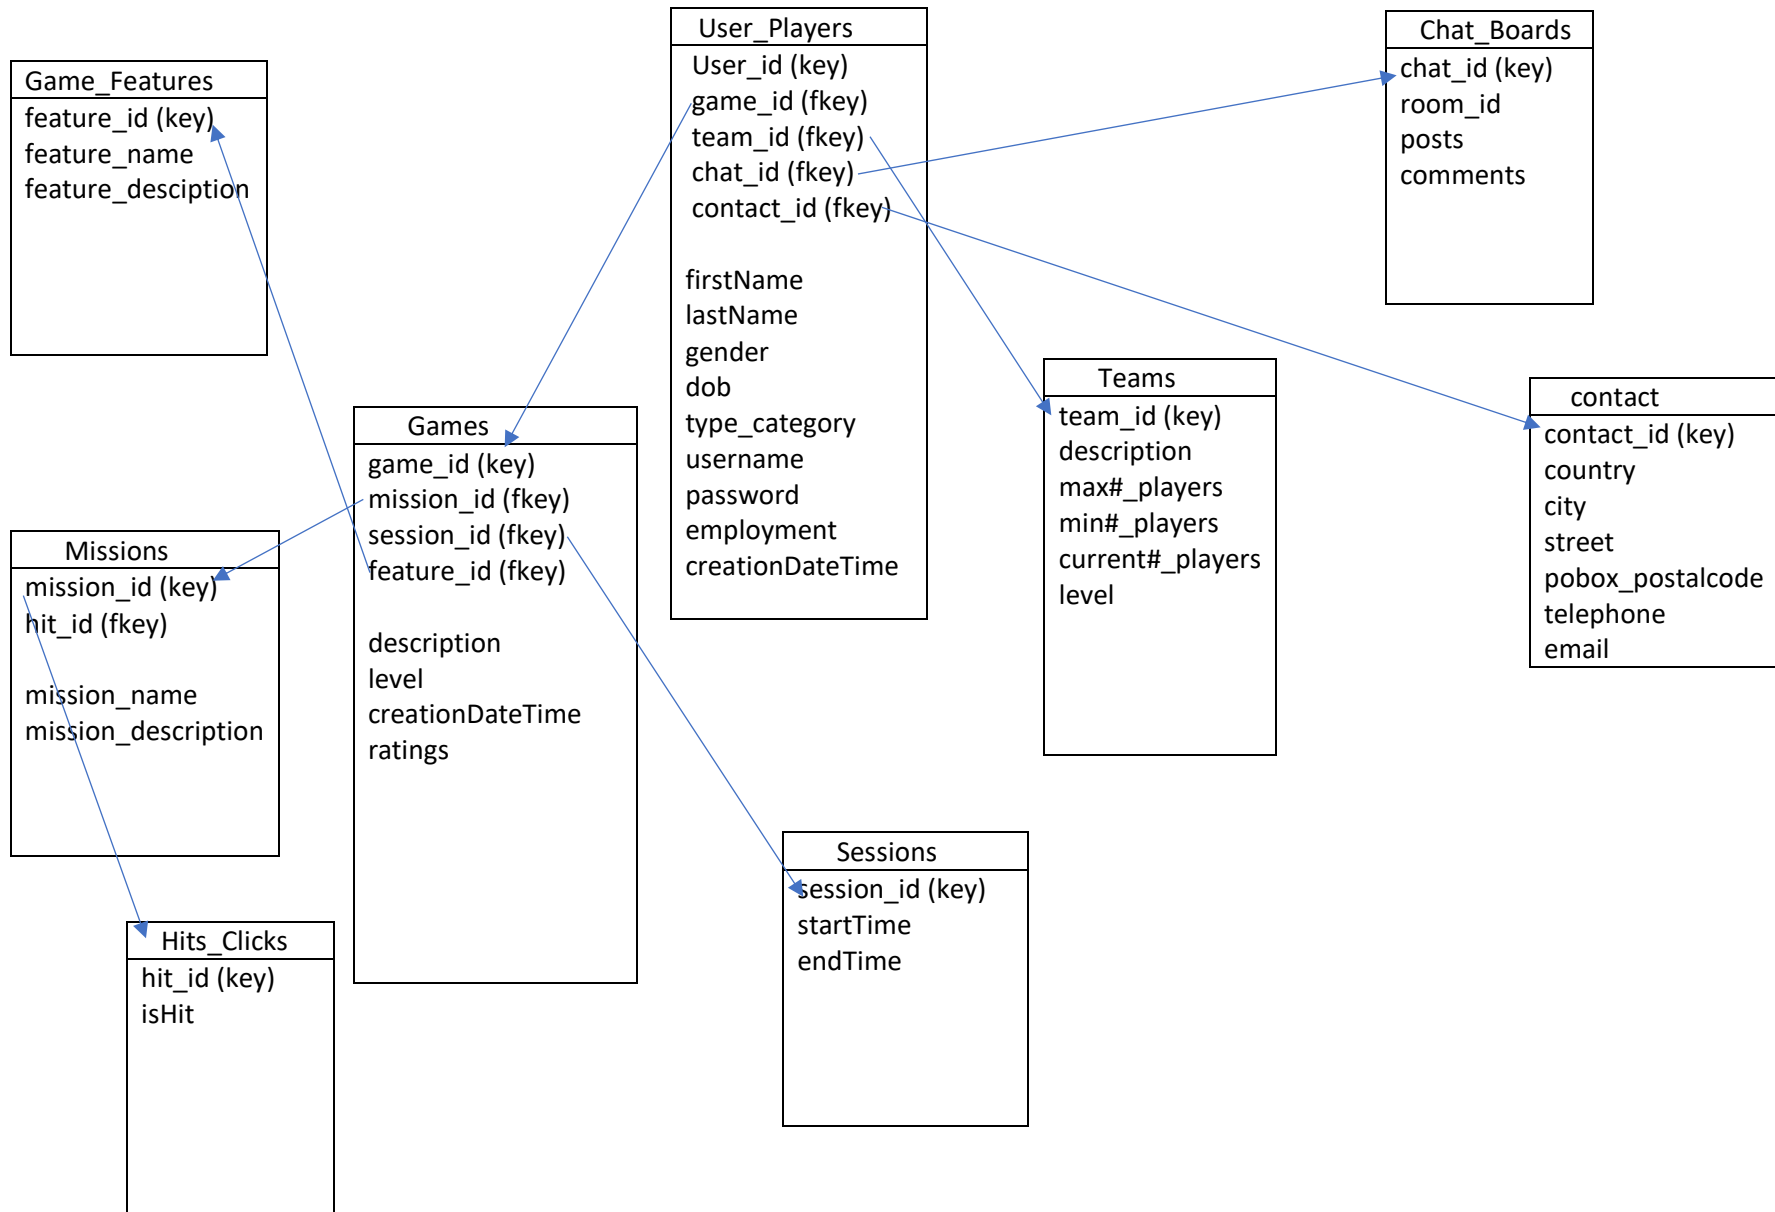 User_Players
User_id (key)
game_id (fkey)
team_id (fkey)
chat_id (fkey)
contact_id (fkey)
firstName
lastName
gender
dob
type_category
username
password
employment
creationDateTime
Chat_Boards
chat_id (key)
room_id
posts
comments
Game_Features
feature_id (key)
feature_name
feature_desciption
Games
game_id (key)
mission_id (fkey)
session_id (fkey)
feature_id (fkey)
description
level
creationDateTime
ratings
Teams
team_id (key)
description
max#_players
min#_players
current#_players
level
contact
contact_id (key)
country
city
street
pobox_postalcode
telephone
email
Missions
mission_id (key)
hit_id (fkey)
mission_name
mission_description
Sessions
session_id (key)
startTime
endTime
Hits_Clicks
hit_id (key)
isHit